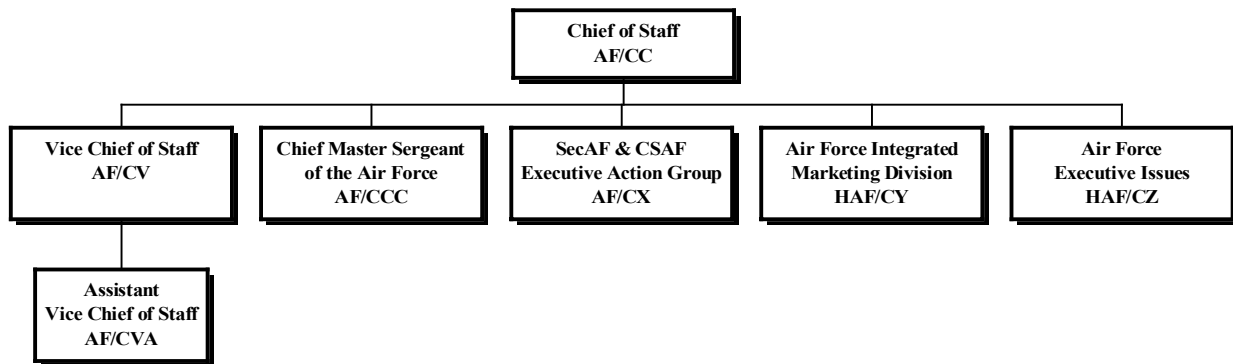 Chief of Staff
AF/CC
Vice Chief of Staff
AF/CV
Chief Master Sergeant
of the Air Force
AF/CCC
SecAF & CSAF
Executive Action Group
AF/CX
Air Force Integrated
Marketing Division
HAF/CY
Air Force
Executive Issues
HAF/CZ
Assistant
Vice Chief of Staff
AF/CVA